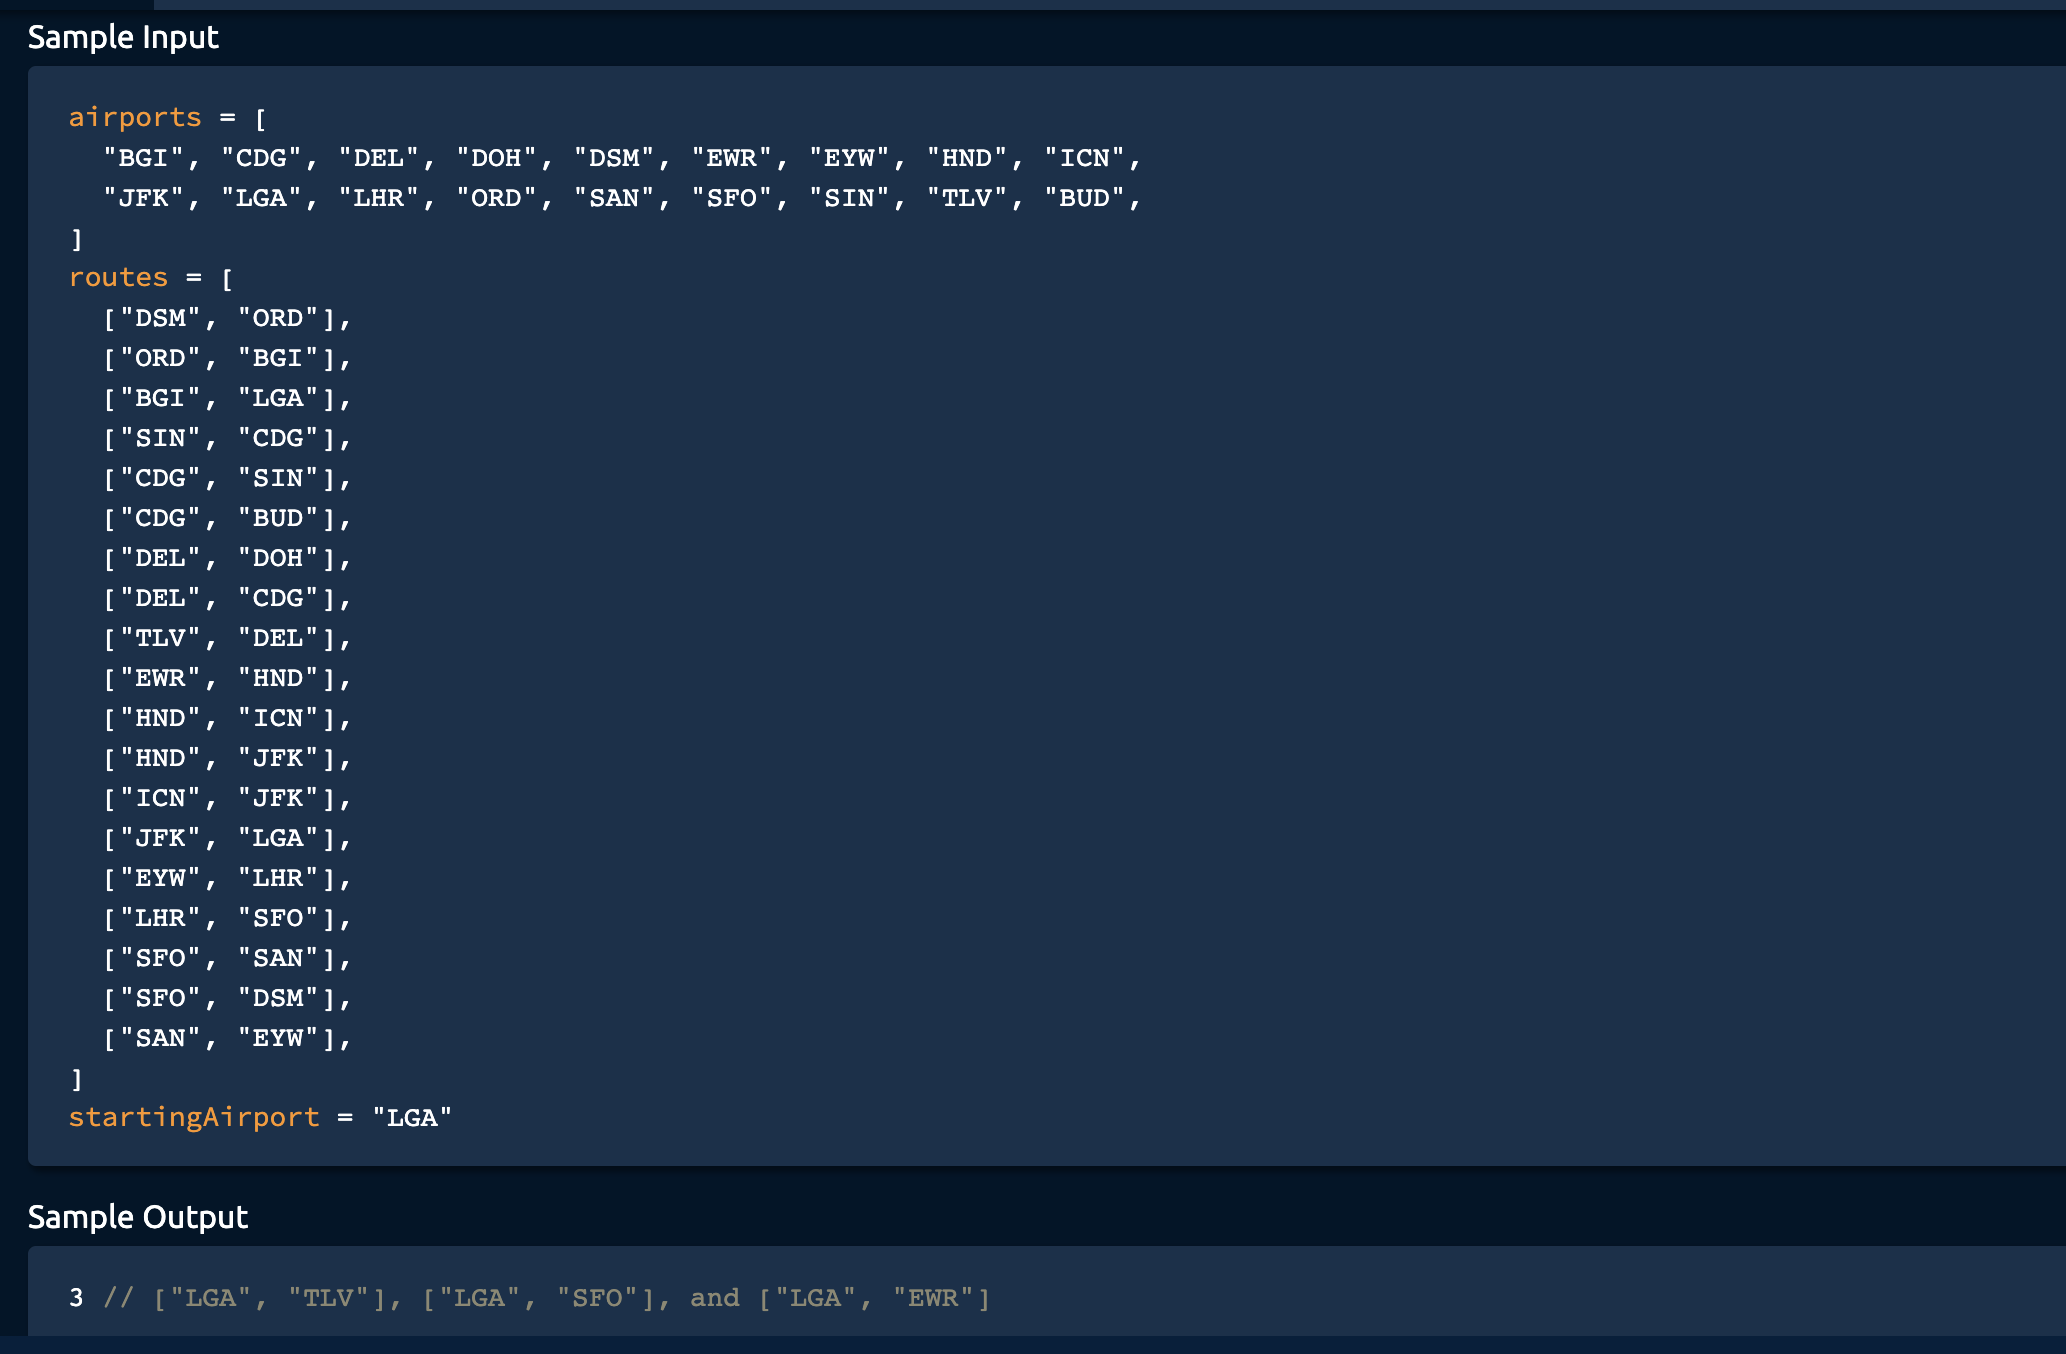 Sample Input
airports = [
  "BGI", "CDG", "DEL", "DOH", "DSM", "EWR", "EYW", "HND", "ICN",
  "JFK", "LGA", "LHR", "ORD", "SAN", "SFO", "SIN", "TLV", "BUD",
]
routes = [
  ["DSM", "ORD"],
  ["ORD", "BGI"],
  ["BGI", "LGA"],
  ["SIN", "CDG"],
  ["CDG", "SIN"],
  ["CDG", "BUD"],
  ["DEL", "DOH"],
  ["DEL", "CDG"],
  ["TLV", "DEL"],
  ["EWR", "HND"],
  ["HND", "ICN"],
  ["HND", "JFK"],
  ["ICN", "JFK"],
  ["JFK", "LGA"],
  ["EYW", "LHR"],
  ["LHR", "SFO"],
  ["SFO", "SAN"],
  ["SFO", "DSM"],
  ["SAN", "EYW"],
]
startingAirport = "LGA"
Sample Output
3 // ["LGA", "TLV"], ["LGA", "SFO"], and ["LGA", "EWR"]